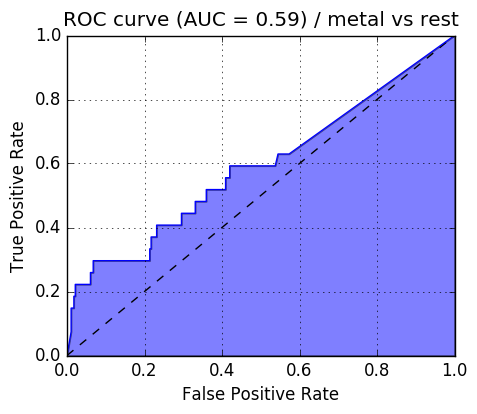 ROC curve (AUC = 0.59) / metal vs rest
1.0
0.8
0.6
0.4
0.2
0.0
True Positive Rate
0.0 0.2 0.4 0.6 0.8 1.0
False Positive Rate